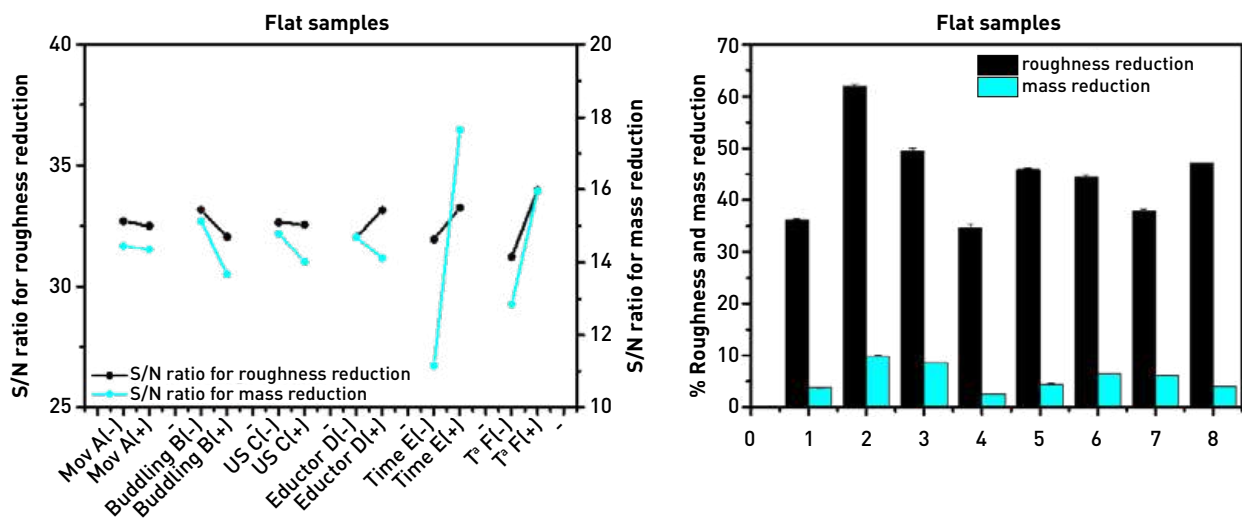 Flat samples
S/N ratio for roughness reduction
40
35
30
25
S/N ratio for roughness reduction
S/N ratio for mass reduction
20
18
16
14
12
10
S/N ratio for mass reduction
Mov A(-)
Mov A(+)
-
Buddling B(-)
Buddling B(+)
-
US C(-)
US C(+)
-
Eductor D(-)
Eductor D(+)
-
Time E(-)
Time E(+)
-
Tª F(-)
Tª F(+)
-
Flat samples
% Roughness and mass reduction
70
60
50
40
30
20
10
0
roughness reduction
mass reduction
0 1 2 3 4 5 6 7 8